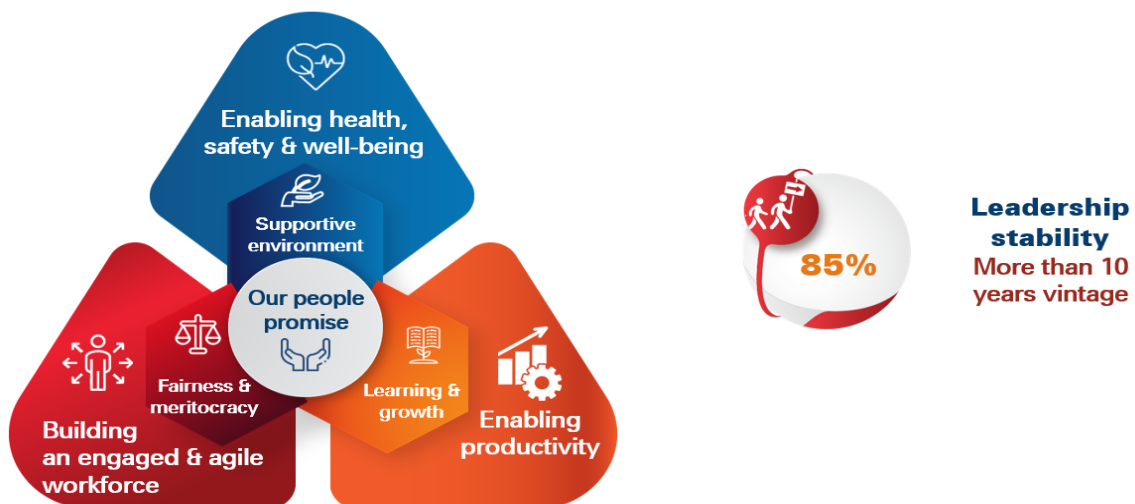 Enabling health,
safety & well-being
Supportive
environment
Our people
promise
Fairness &
meritocracy
Learning &
growth
Building
an engaged & agile
workforce
Enabling
productivity
85%
Leadership
stability
More than 10
years vintage